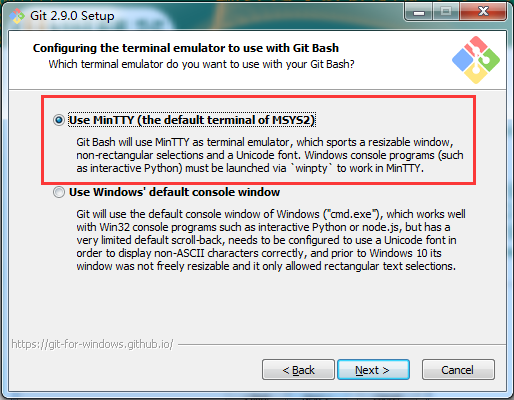 Git 2.9.0 Setup
Configuring the terminal emulator to use with Git Bash
Which terminal emulator do you want to use with your Git Bash?
Use MinTTY (the default terminal of MSYS2)
Git Bash will use MinTTY as terminal emulator, which sports a resizable window,
non-rectangular selections and a Unicode font. Windows console programs (such
as interactive Python) must be launched via `winpty` to work in MinTTY.
Use Windows' default console window
Git will use the default console window of Windows ("cmd.exe"), which works well
with Win32 console programs such as interactive Python or node.js, but has a
very limited default scroll-back, needs to be configured to use a Unicode font in
order to display non-ASCII characters correctly, and prior to Windows 10 its
window was not freely resizable and it only allowed rectangular text selections.
https://git-for-windows.github.io/
< Back
Next >
Cancel